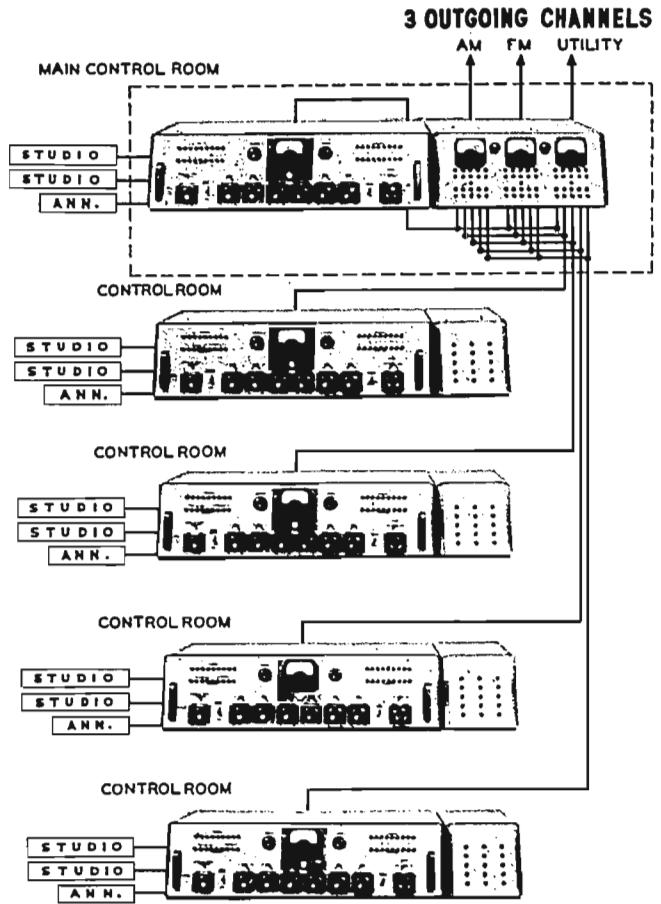 3 OUTGOING CHANNELS
AM FM UTILITY
MAIN CONTROL ROOM
STUDIO
STUDIO
ANN.
CONTROL ROOM
STUDIO
STUDIO
ANN.
CONTROL ROOM
STUDIO
STUDIO
ANN.
CONTROL ROOM
STUDIO
STUDIO
ANN.
CONTROL ROOM
STUDIO
STUDIO
ANN.